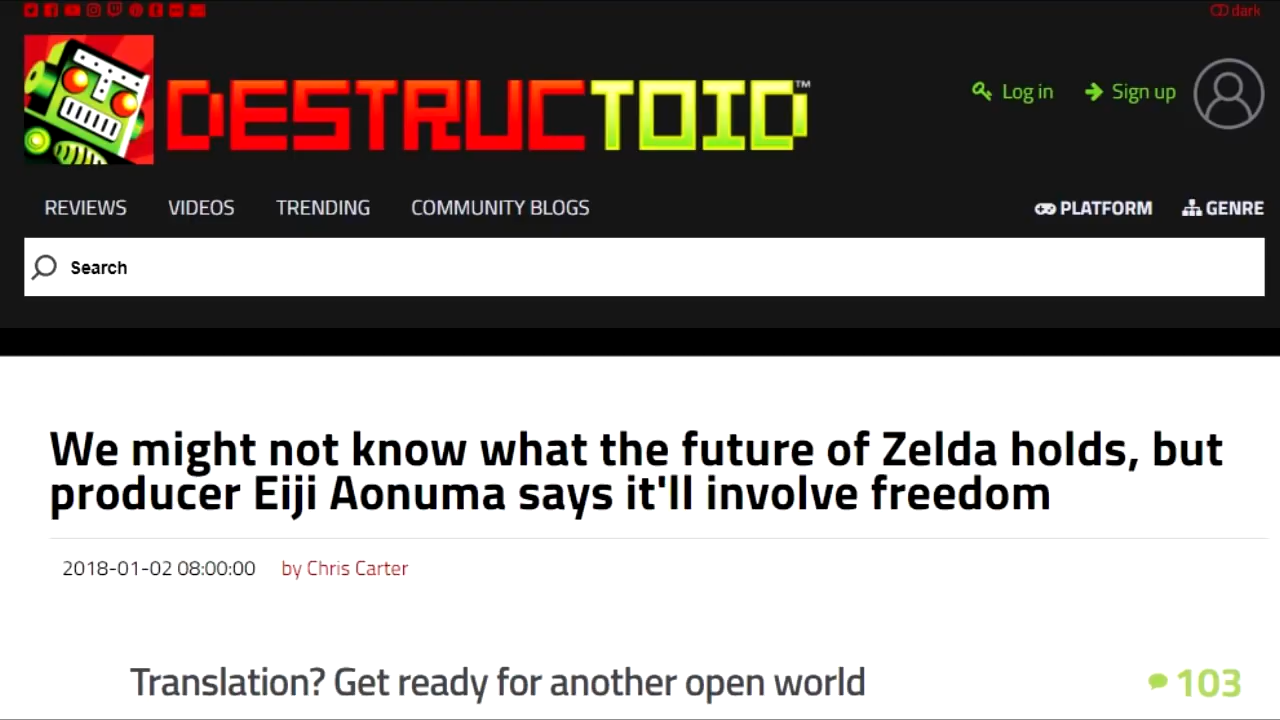 dark
DESTRUCTOID™
Log in
Sign up
REVIEWS VIDEOS TRENDING COMMUNITY BLOGS PLATFORM GENRE
Search
We might not know what the future of Zelda holds, but
producer Eiji Aonuma says it'll involve freedom
2018-01-02 08:00:00 by Chris Carter
Translation? Get ready for another open world 103